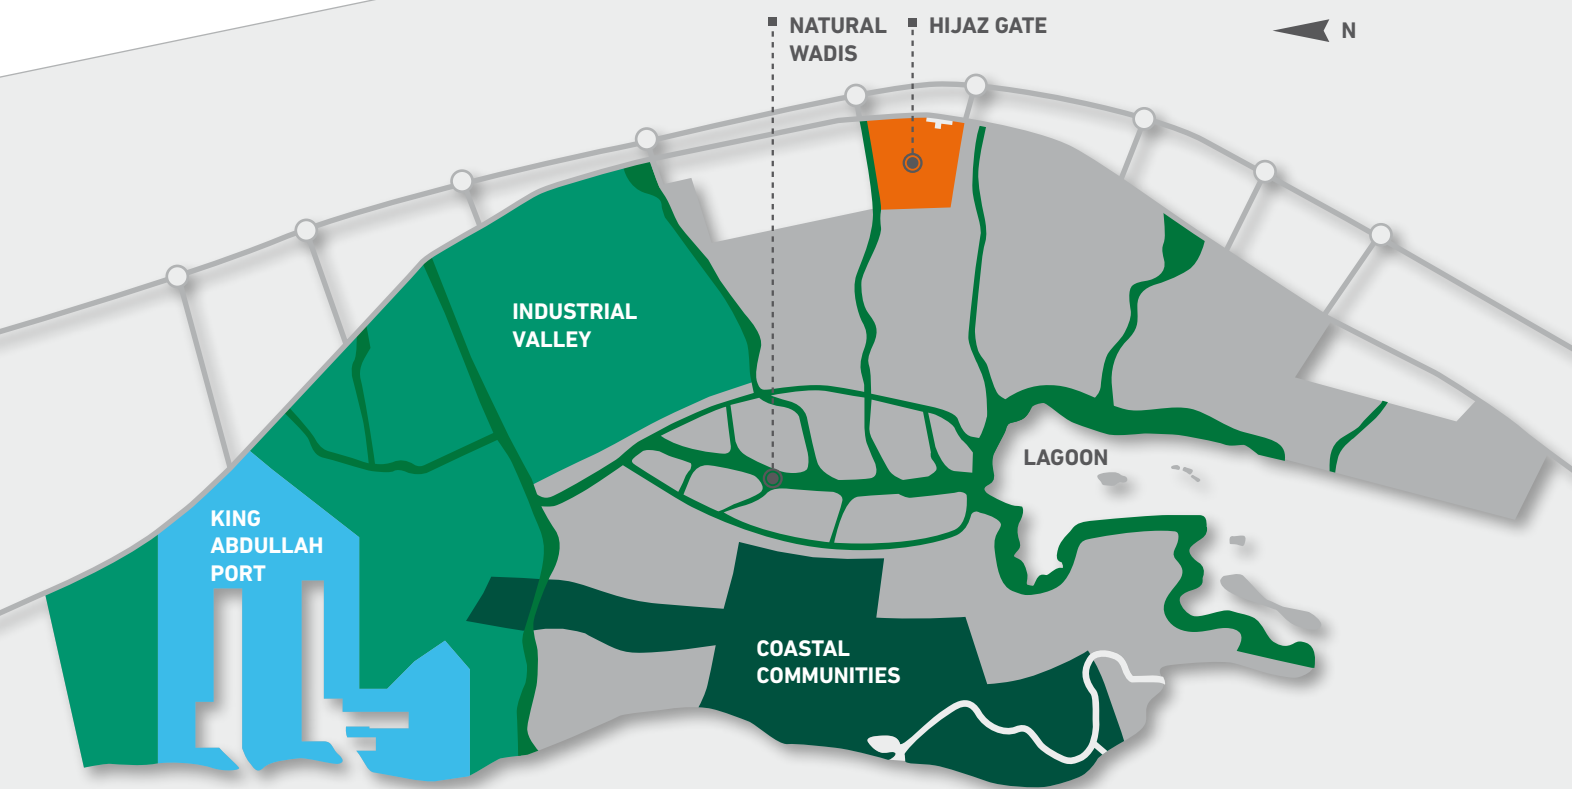 NATURAL
WADIS
HIJAZ GATE
N
INDUSTRIAL
VALLEY
LAGOON
KING
ABDULLAH
PORT
COASTAL
COMMUNITIES